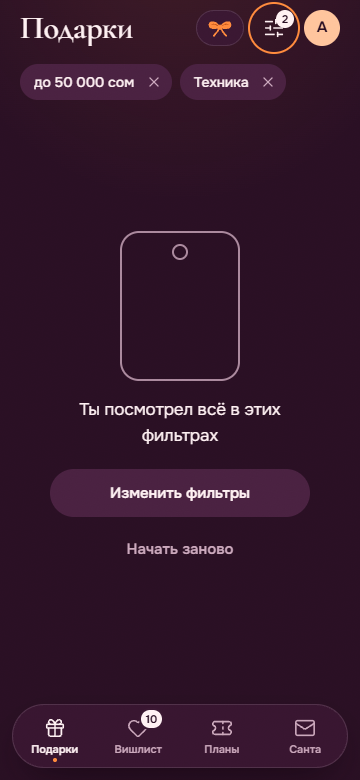 Подарки
2
A
до 50 000 сом
Техника
Ты посмотрел всё в этих
фильтрах
Изменить фильтры
Начать заново
10
Подарки
Вишлист
Планы
Санта